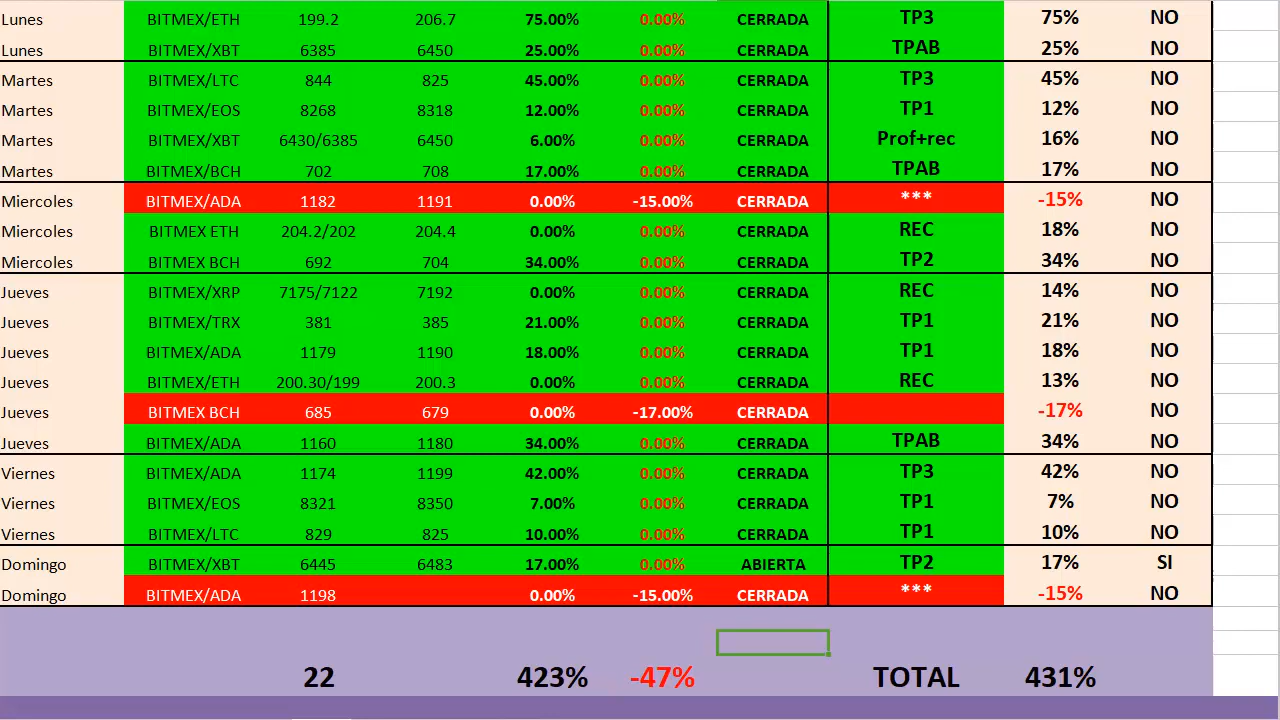 Lunes BITMEX/ETH 199.2 206.7 75.00% 0.00% CERRADA TP3 75% NO
Lunes BITMEX/XBT 6385 6450 25.00% 0.00% CERRADA TPAB 25% NO
Martes BITMEX/LTC 844 825 45.00% 0.00% CERRADA TP3 45% NO
Martes BITMEX/EOS 8268 8318 12.00% 0.00% CERRADA TP1 12% NO
Martes BITMEX/XBT 6430/6385 6450 6.00% 0.00% CERRADA Prof+rec 16% NO
Martes BITMEX/BCH 702 708 17.00% 0.00% CERRADA TPAB 17% NO
Miercoles BITMEX/ADA 1182 1191 0.00% -15.00% CERRADA *** -15% NO
Miercoles BITMEX ETH 204.2/202 204.4 0.00% 0.00% CERRADA REC 18% NO
Miercoles BITMEX BCH 692 704 34.00% 0.00% CERRADA TP2 34% NO
Jueves BITMEX/XRP 7175/7122 7192 0.00% 0.00% CERRADA REC 14% NO
Jueves BITMEX/TRX 381 385 21.00% 0.00% CERRADA TP1 21% NO
Jueves BITMEX/ADA 1179 1190 18.00% 0.00% CERRADA TP1 18% NO
Jueves BITMEX/ETH 200.30/199 200.3 0.00% 0.00% CERRADA REC 13% NO
Jueves BITMEX BCH 685 679 0.00% -17.00% CERRADA -17% NO
Jueves BITMEX/ADA 1160 1180 34.00% 0.00% CERRADA TPAB 34% NO
Viernes BITMEX/ADA 1174 1199 42.00% 0.00% CERRADA TP3 42% NO
Viernes BITMEX/EOS 8321 8350 7.00% 0.00% CERRADA TP1 7% NO
Viernes BITMEX/LTC 829 825 10.00% 0.00% CERRADA TP1 10% NO
Domingo BITMEX/XBT 6445 6483 17.00% 0.00% ABIERTA TP2 17% SI
Domingo BITMEX/ADA 1198 0.00% -15.00% CERRADA *** -15% NO
22 423% -47% TOTAL 431%